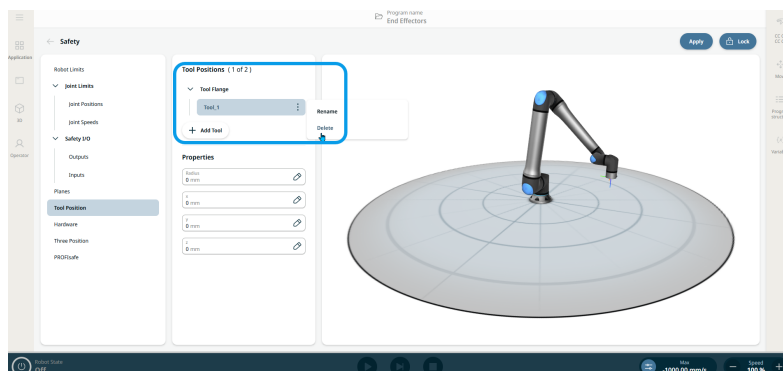 Program name
End Effectors
Safety
Apply
Lock
Application
Robot Limits
Joint Limits
Joint Positions
Joint Speeds
Safety I/O
Outputs
Inputs
Planes
Tool Position
Hardware
Three Position
PROFIsafe
Operator
Tool Positions ( 1 of 2 )
Tool Flange
Tool_1
Add Tool
Rename
Delete
Properties
Radius
0 mm
0 mm
0 mm
0 mm
Robot State
OFF
Max
-1000.00 mm/s
Speed
100 %